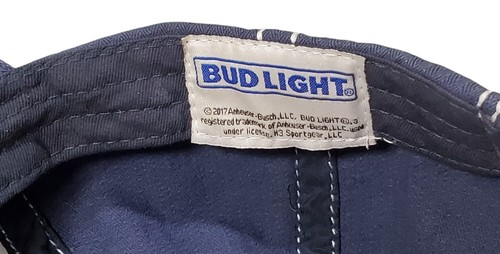 BUD LIGHT®
©2017 Anheuser-Busch, LLC. BUD LIGHT®, a
registered trademark of Anheuser-Busch, LLC, used
under license. H3 Sportgear, LLC